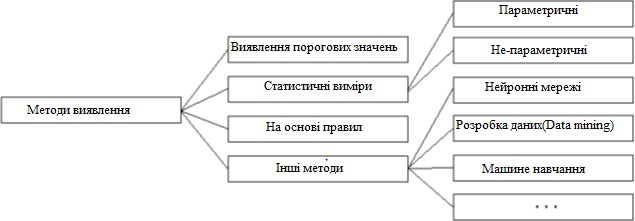 Параметричні
Виявлення порогових значень
Не-параметричні
Статистичні виміри
Нейронні мережі
Методи виявлення
На основі правил
Розробка даних(Data mining)
Інші методи
Машине навчання
* * *